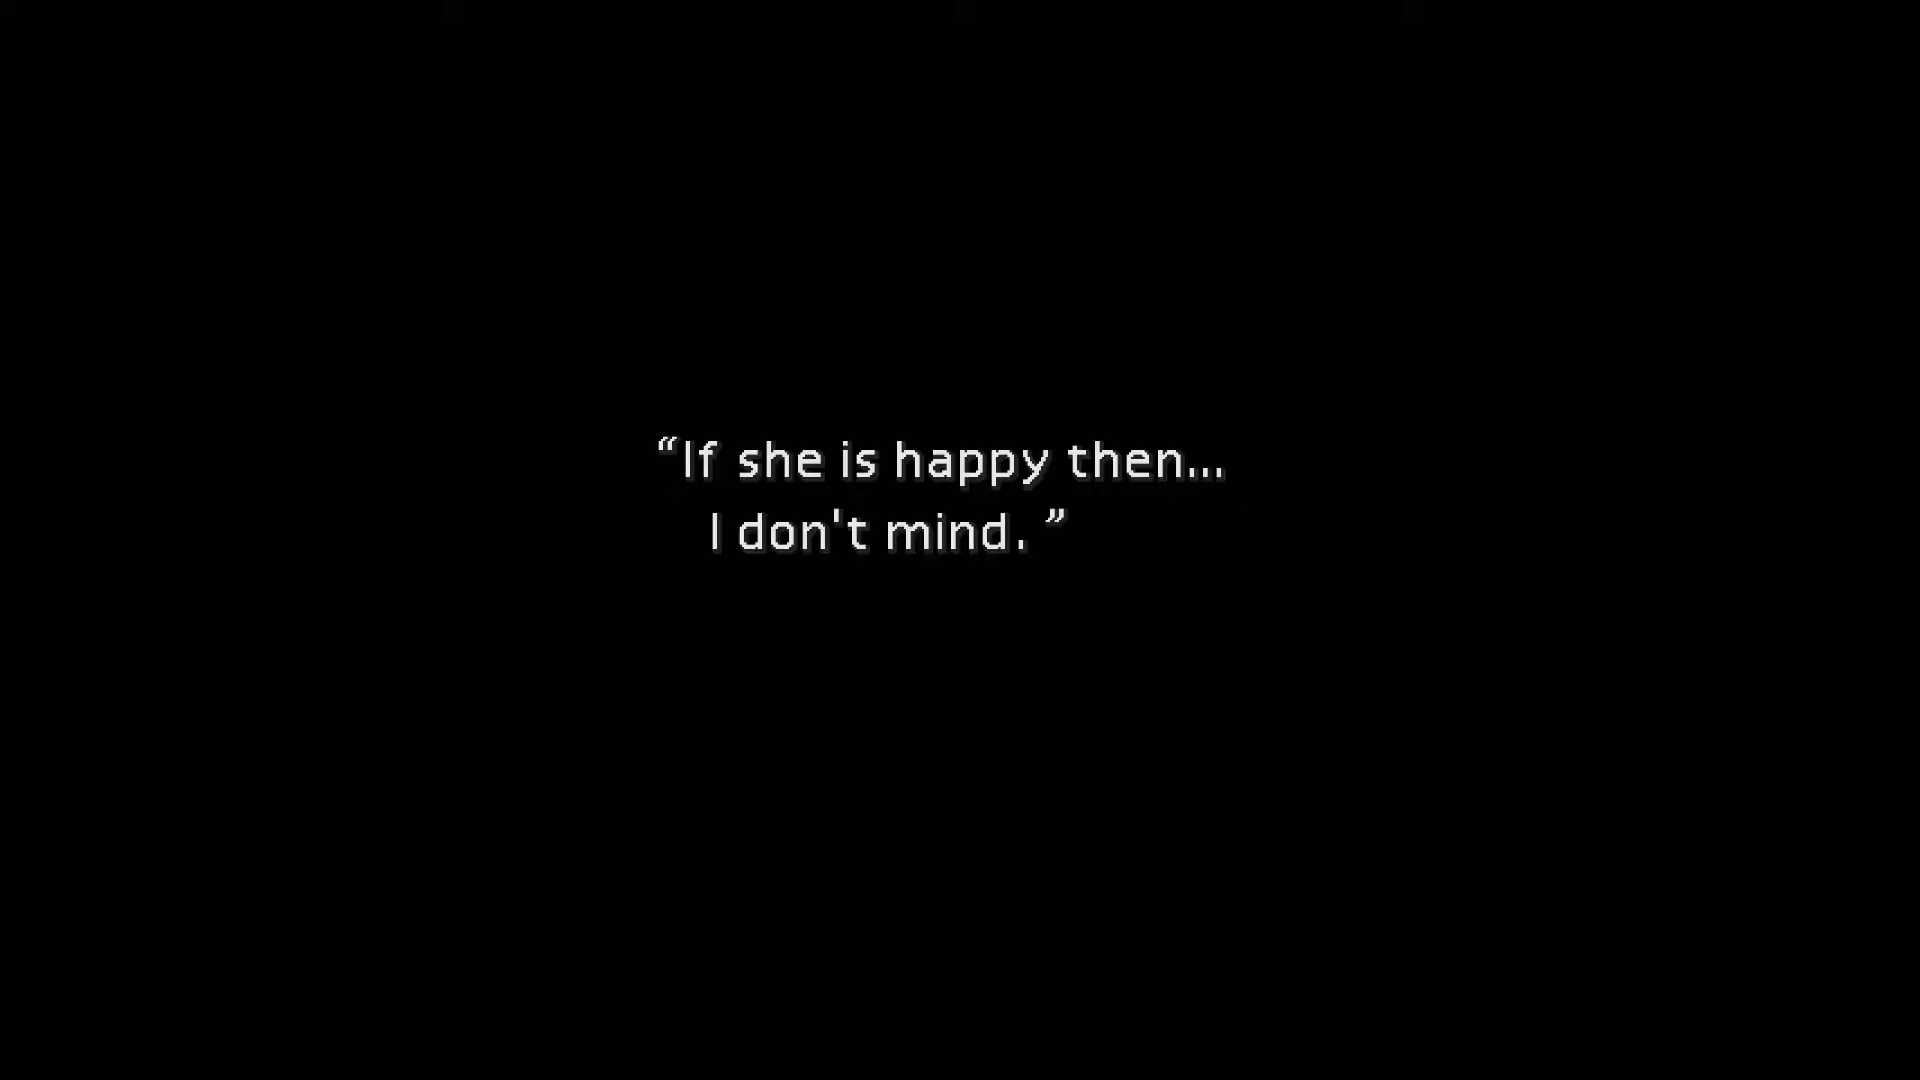 “If she is happy then...
I don't mind. ”